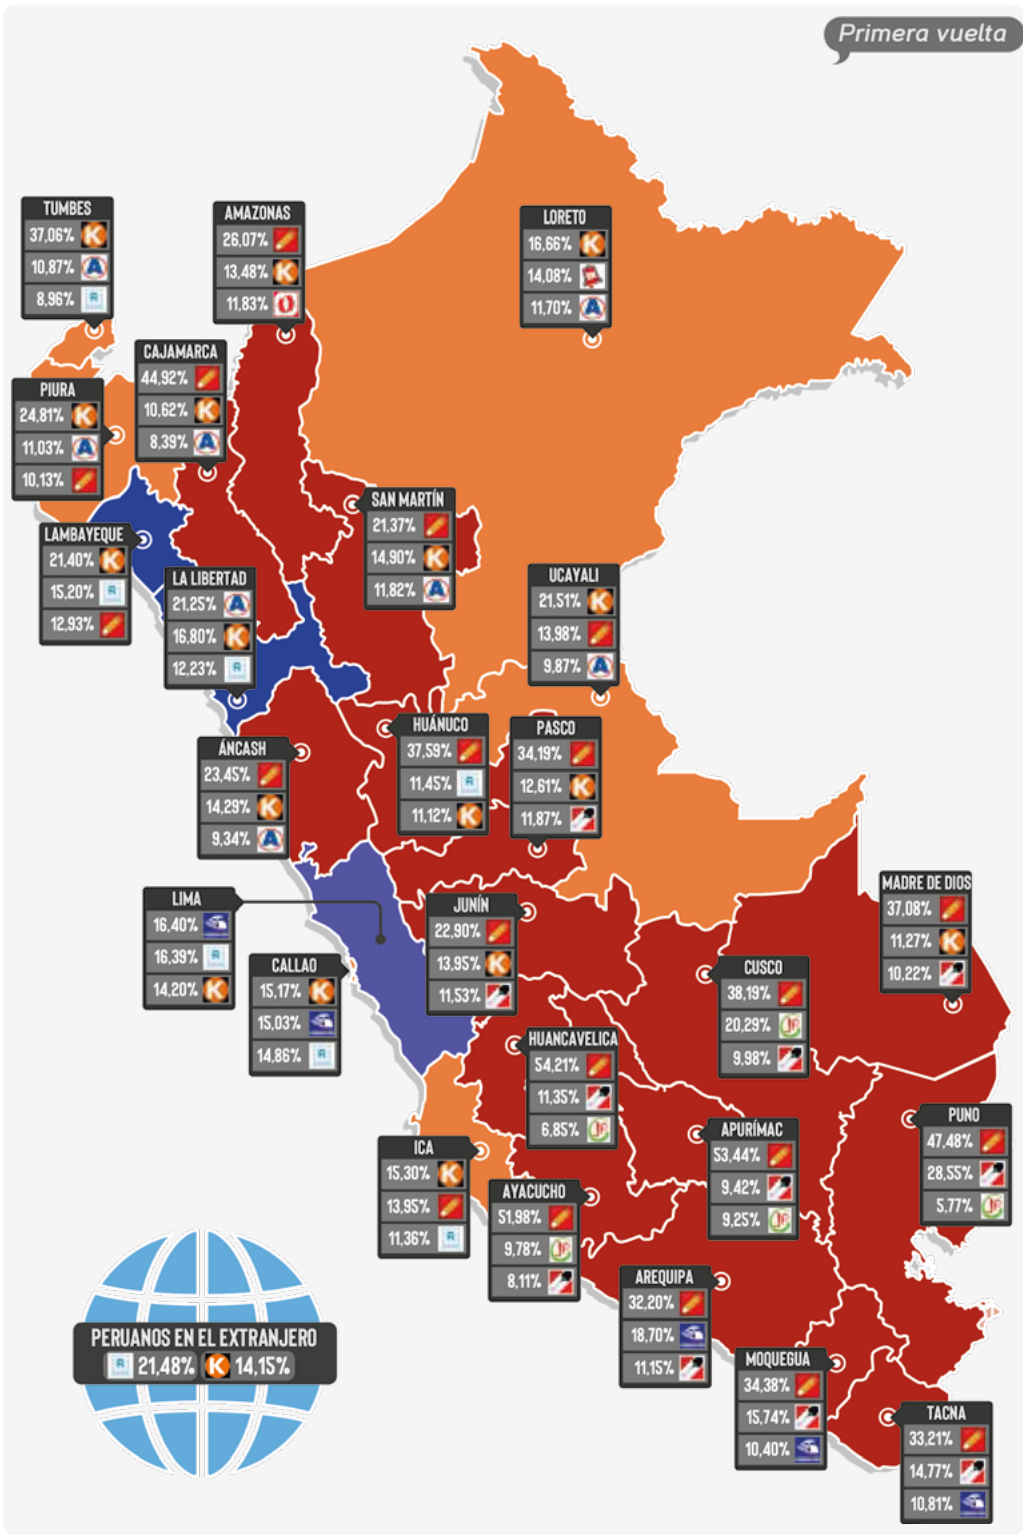 Primera vuelta
TUMBES
37,06% K
10,87% A
8,96% R
AMAZONAS
26,07%
13,48% K
11,83%
LORETO
16,66% K
14,08%
11,70% A
CAJAMARCA
44,92%
10,62% K
8,39% A
PIURA
24,81% K
11,03% A
10,13%
SAN MARTÍN
21,37%
14,90% K
11,82% A
LAMBAYEQUE
21,40% K
15,20% R
12,93%
LA LIBERTAD
21,25% A
16,80% K
12,23% R
UCAYALI
21,51% K
13,98%
9,87% A
HUÁNUCO
37,59%
11,45% R
11,12% K
PASCO
34,19%
12,61% K
11,87%
ÁNCASH
23,45%
14,29% K
9,34% A
LIMA
16,40%
16,39% R
14,20% K
JUNÍN
22,90%
13,95% K
11,53%
MADRE DE DIOS
37,08%
11,27% K
10,22%
CALLAO
15,17% K
15,03%
14,86% R
CUSCO
38,19%
20,29% JP
9,98%
HUANCAVELICA
54,21%
11,35%
6,85% JP
PUNO
47,48%
28,55%
5,77% JP
APURÍMAC
53,44%
9,42%
9,25% JP
ICA
15,30% K
13,95%
11,36% R
AYACUCHO
51,98%
9,78% JP
8,11%
AREQUIPA
32,20%
18,70%
11,15%
MOQUEGUA
34,38%
15,74%
10,40%
TACNA
33,21%
14,77%
10,81%
PERUANOS EN EL EXTRANJERO
R 21,48% K 14,15%